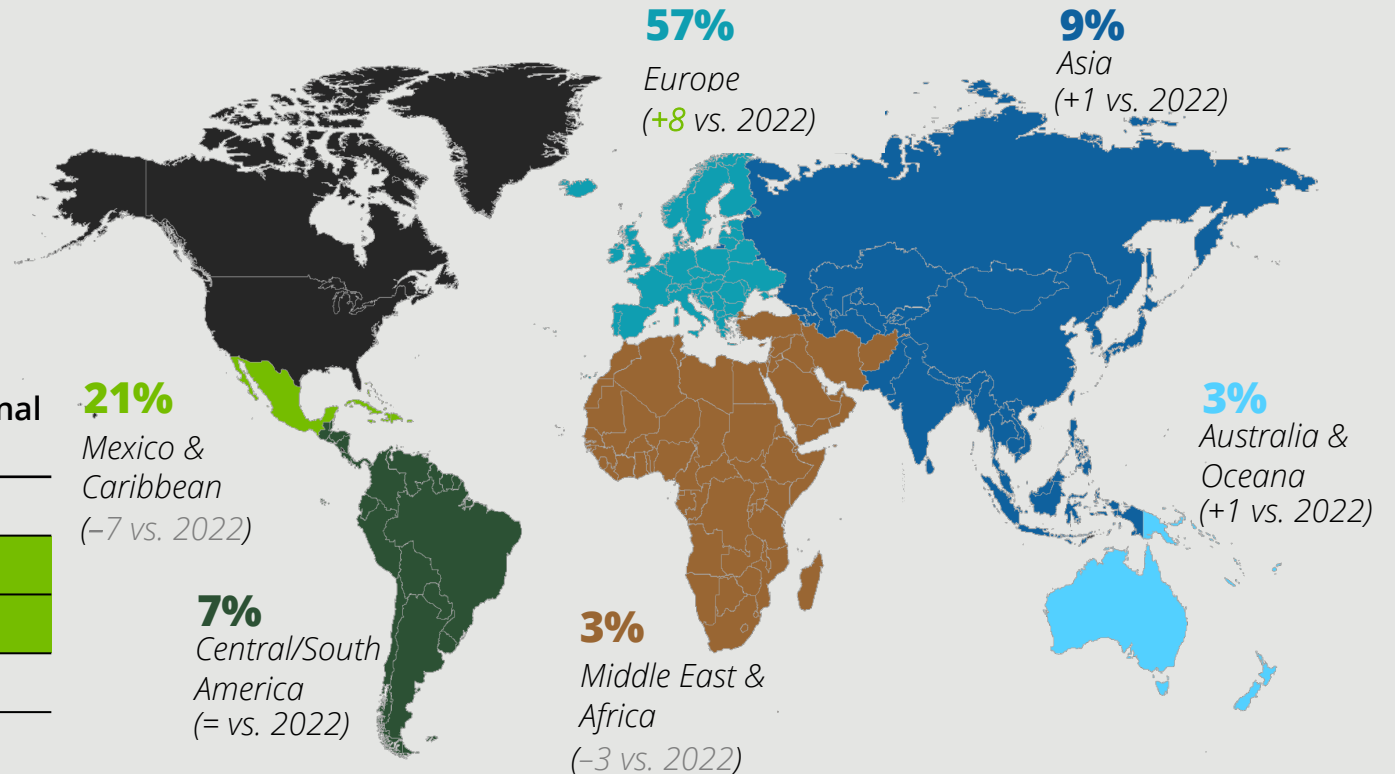 57%
Europe
(+8 vs. 2022)
9%
Asia
(+1 vs. 2022)
nal
21%
Mexico &
Caribbean
(–7 vs. 2022)
3%
Australia &
Oceana
(+1 vs. 2022)
7%
Central/South
America
(= vs. 2022)
3%
Middle East &
Africa
(–3 vs. 2022)